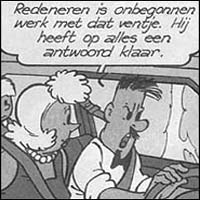 Redeneren is onbegonnen
werk met dat ventje. Hij
heeft op alles een
antwoord klaar.